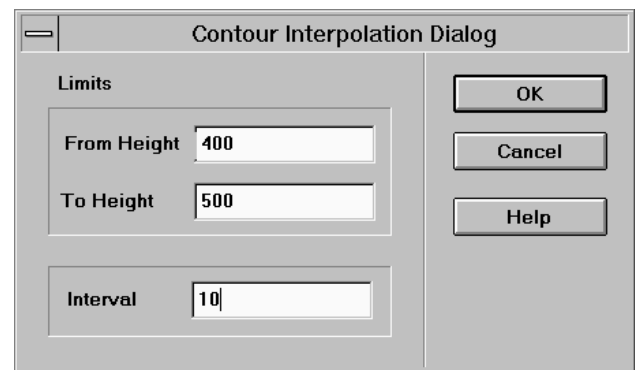 Contour Interpolation Dialog
Limits
From Height 400
To Height 500
Interval 10
OK
Cancel
Help